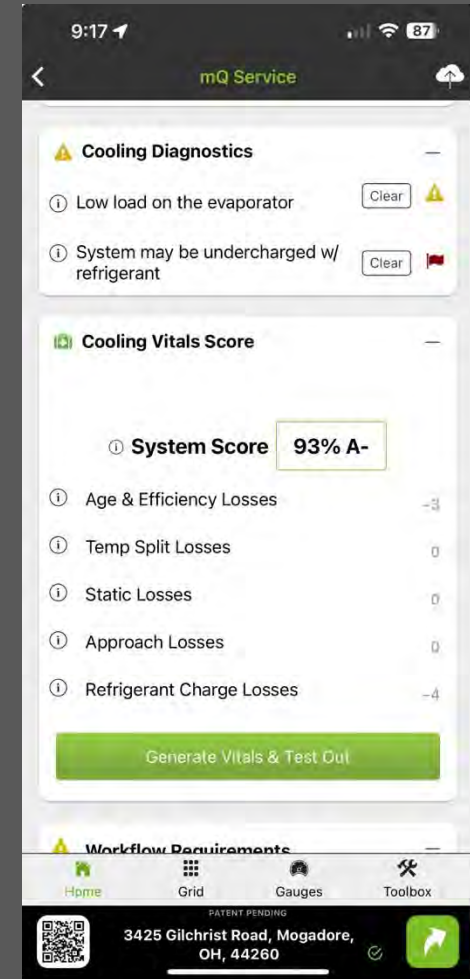 9:17
87
mQ Service
Cooling Diagnostics
Low load on the evaporator
Clear
System may be undercharged w/
refrigerant
Clear
Cooling Vitals Score
System Score 93% A-
Age & Efficiency Losses -3
Temp Split Losses 0
Static Losses 0
Approach Losses 0
Refrigerant Charge Losses -4
Generate Vitals & Test Out
Workflow Requirements
Home Grid Gauges Toolbox
PATENT PENDING
3425 Gilchrist Road, Mogadore,
OH, 44260